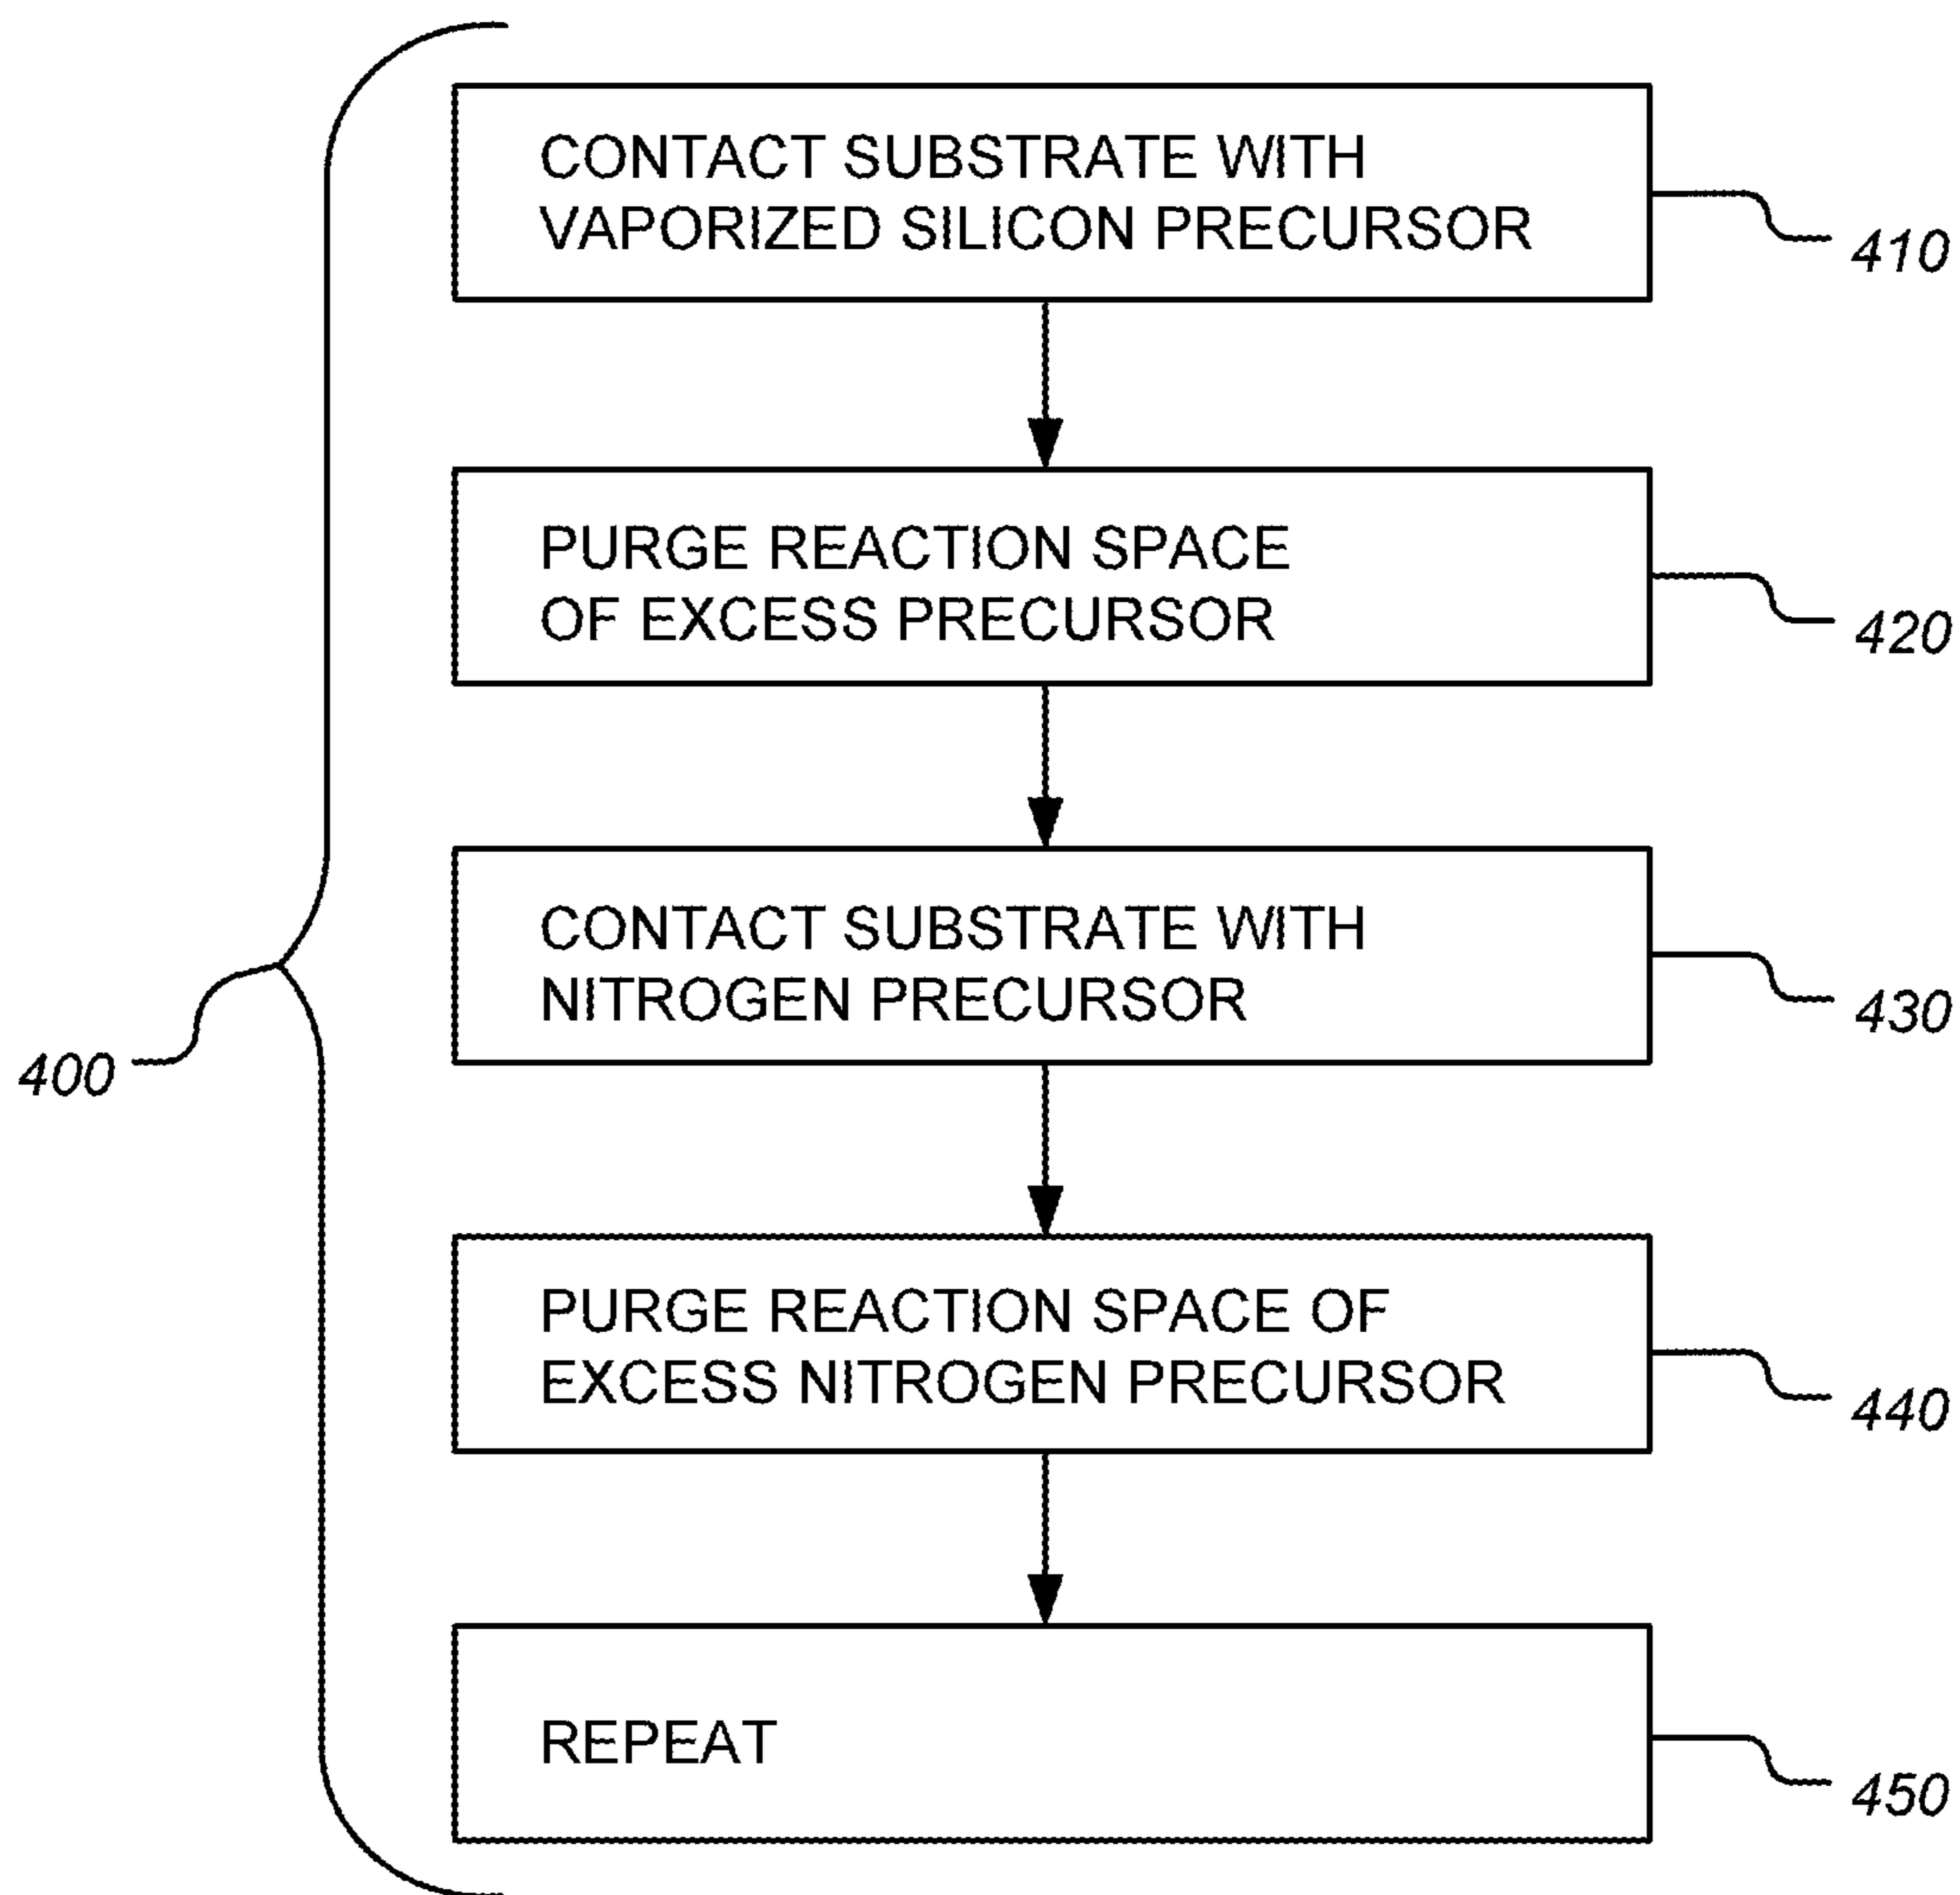 CONTACT SUBSTRATE WITH
VAPORIZED SILICON PRECURSOR
410
PURGE REACTION SPACE
OF EXCESS PRECURSOR
420
CONTACT SUBSTRATE WITH
NITROGEN PRECURSOR
430
400
PURGE REACTION SPACE OF
EXCESS NITROGEN PRECURSOR
440
REPEAT
450